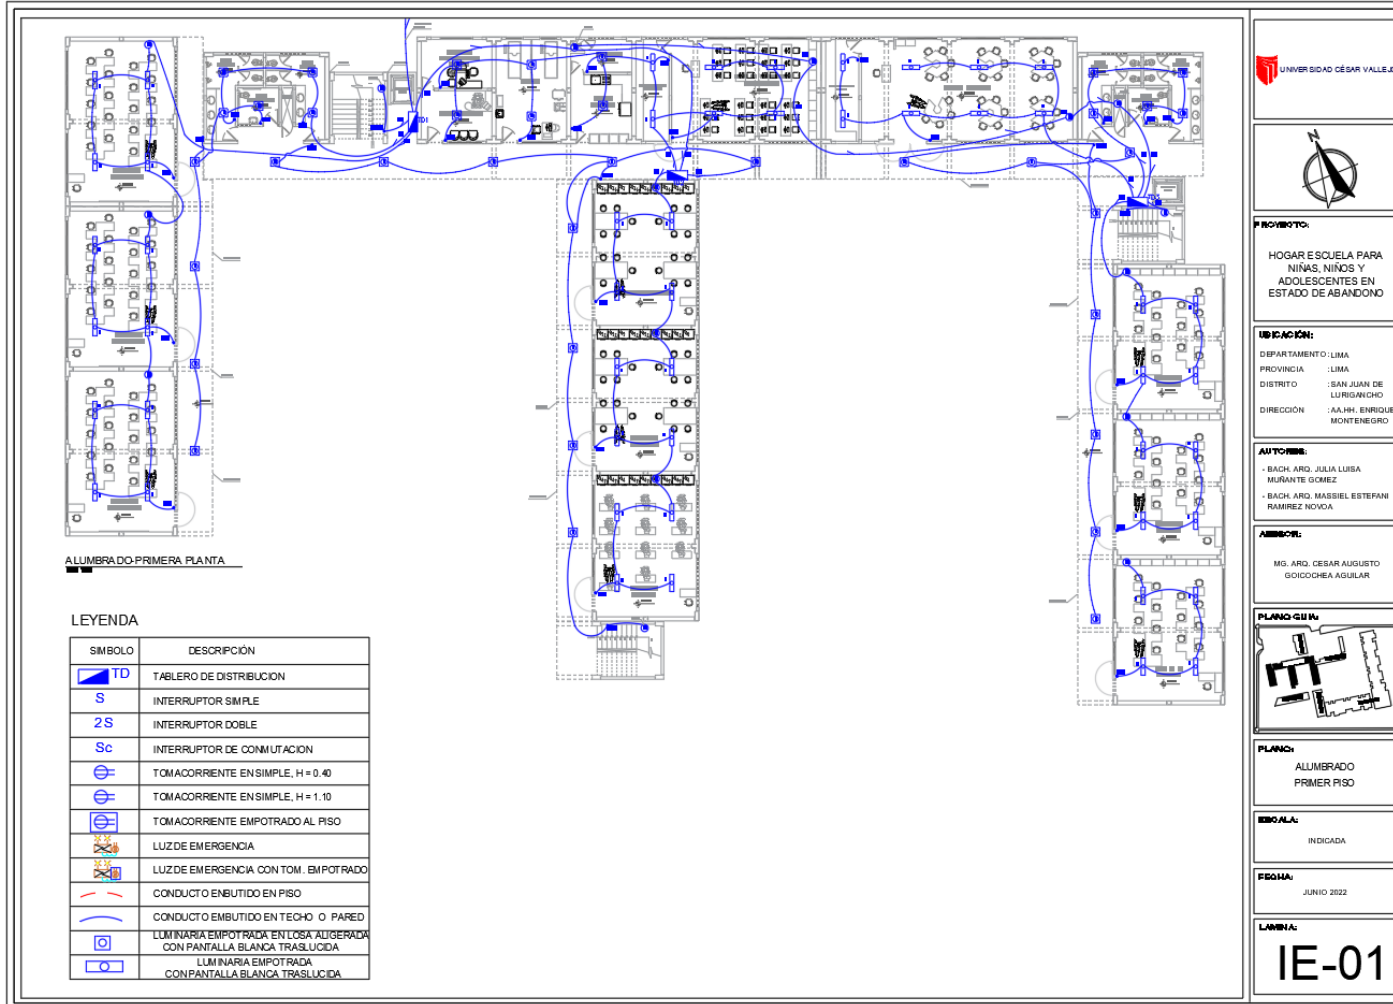 UNIVERSIDAD CÉSAR VALLEJO
N
PROYECTO:
HOGAR ESCUELA PARA
NIÑAS, NIÑOS Y
ADOLESCENTES EN
ESTADO DE ABANDONO
UBICACIÓN:
DEPARTAMENTO : LIMA
PROVINCIA : LIMA
DISTRITO : SAN JUAN DE
LURIGANCHO
DIRECCIÓN : AA.HH. ENRIQUE
MONTENEGRO
AUTORES:
- BACH. ARQ. JULIA LUISA
MUÑANTE GOMEZ
- BACH. ARQ. MASSIEL ESTEFANI
RAMIREZ NOVOA
ASESOR:
MG. ARQ. CESAR AUGUSTO
GOICOCHEA AGUILAR
PLANO GUIA:
PLANO:
ALUMBRADO
PRIMER PISO
ESCALA:
INDICADA
FECHA:
JUNIO 2022
LAMINA:
IE-01
TD1
ALUMBRADO-PRIMERA PLANTA
LEYENDA
SIMBOLO DESCRIPCIÓN
TD TABLERO DE DISTRIBUCION
S INTERRUPTOR SIMPLE
2S INTERRUPTOR DOBLE
Sc INTERRUPTOR DE CONMUTACION
TOMACORRIENTE EN SIMPLE, H = 0.40
TOMACORRIENTE EN SIMPLE, H = 1.10
TOMACORRIENTE EMPOTRADO AL PISO
LUZ DE EMERGENCIA
LUZ DE EMERGENCIA CON TOM. EMPOTRADO
CONDUCTO ENBUTIDO EN PISO
CONDUCTO EMBUTIDO EN TECHO O PARED
LUMINARIA EMPOTRADA EN LOSA ALIGERADA
CON PANTALLA BLANCA TRASLUCIDA
LUMINARIA EMPOTRADA
CON PANTALLA BLANCA TRASLUCIDA